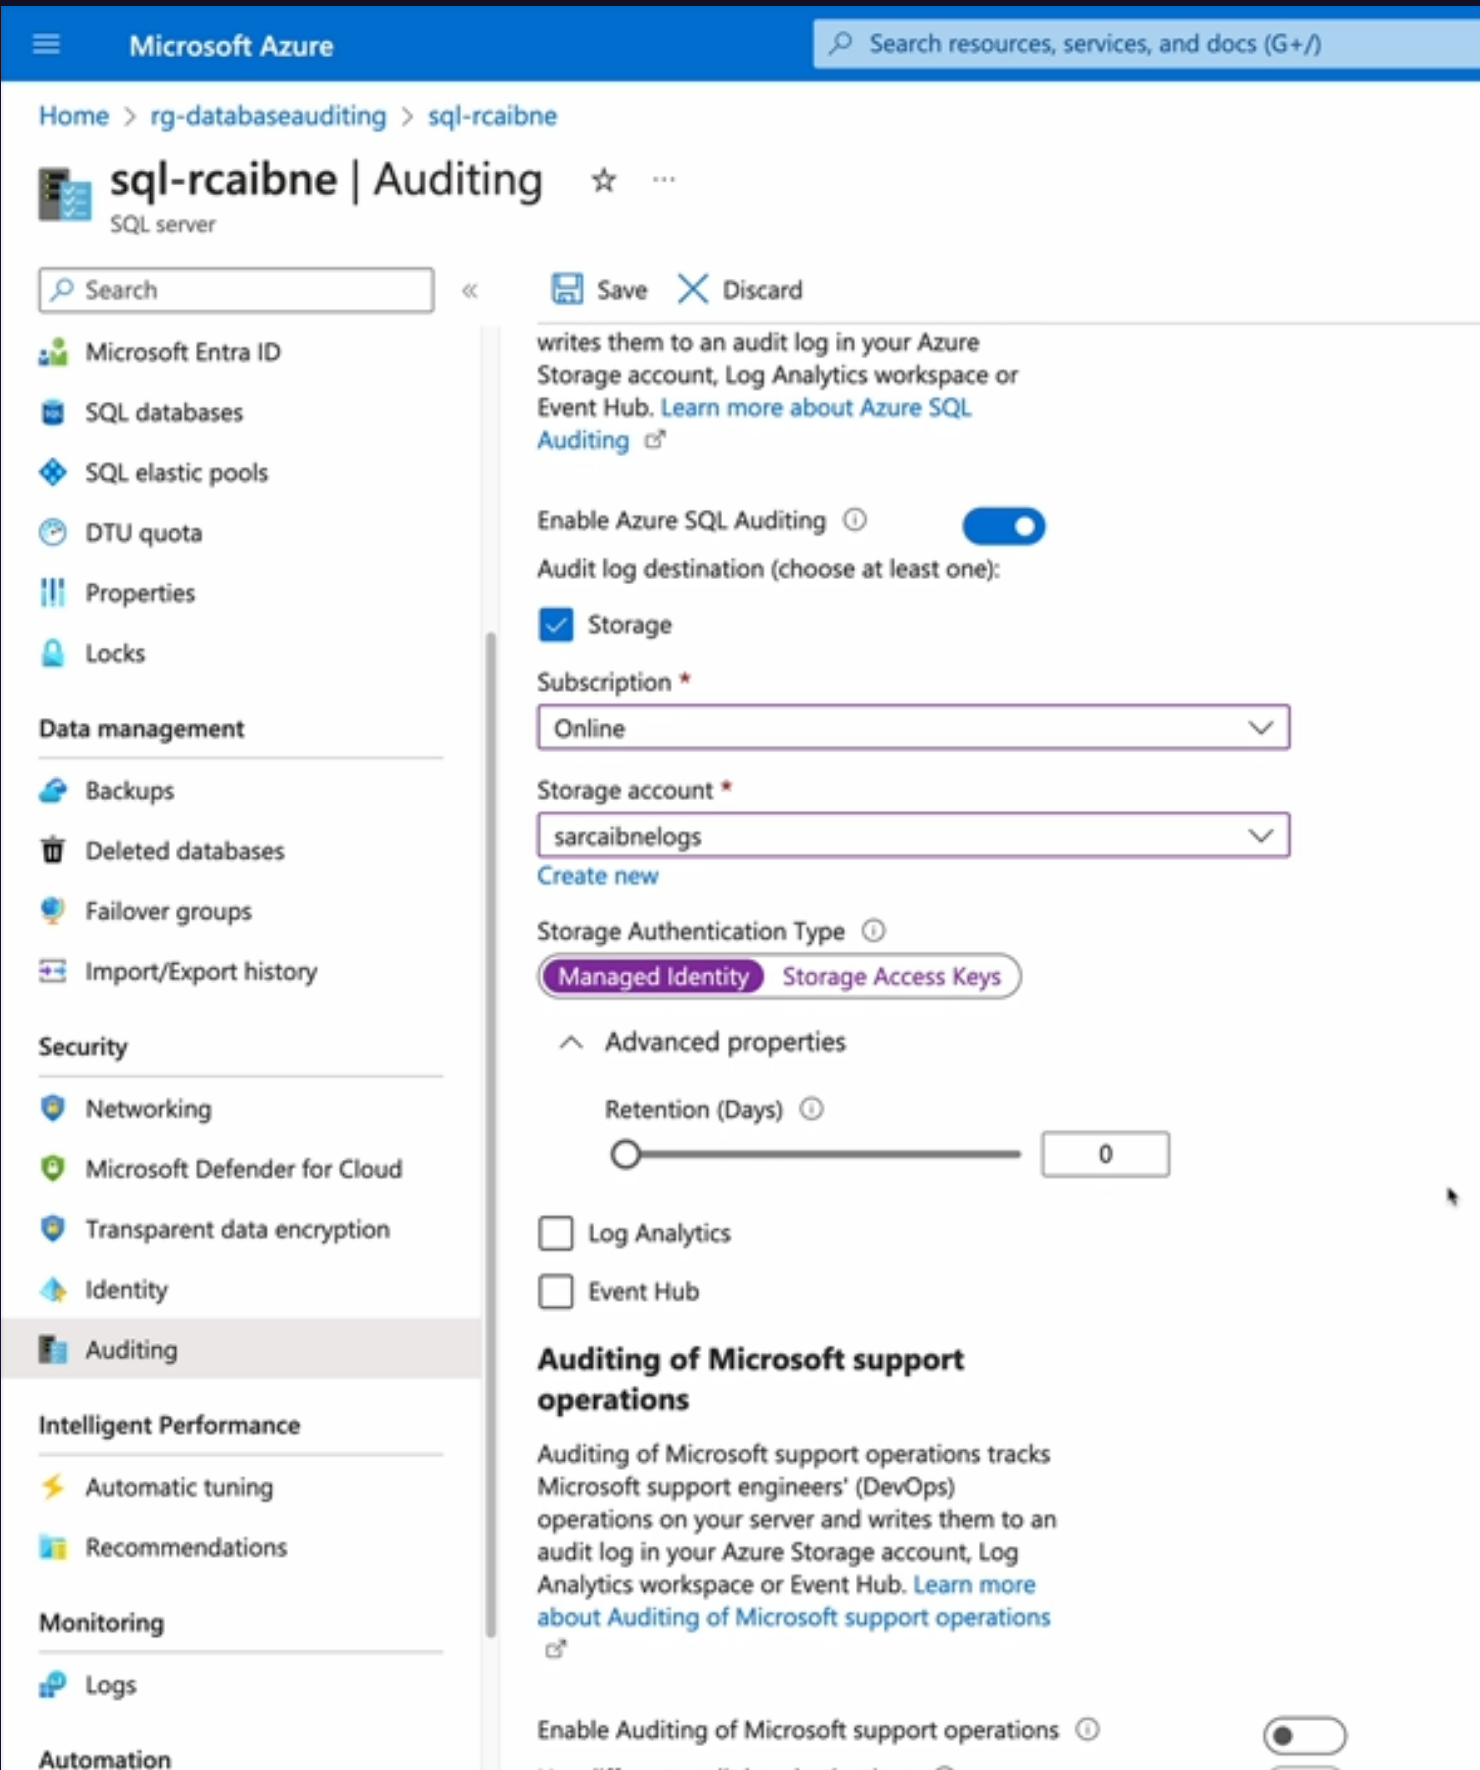 Microsoft Azure
Search resources, services, and docs (G+/)
Home > rg-databaseauditing > sql-rcaibne
sql-rcaibne | Auditing
SQL server
Search
Save
Discard
Microsoft Entra ID
SQL databases
SQL elastic pools
DTU quota
Properties
Locks
Data management
Backups
Deleted databases
Failover groups
Import/Export history
Security
Networking
Microsoft Defender for Cloud
Transparent data encryption
Identity
Auditing
Intelligent Performance
Automatic tuning
Recommendations
Monitoring
Logs
Automation
writes them to an audit log in your Azure
Storage account, Log Analytics workspace or
Event Hub. Learn more about Azure SQL
Auditing
Enable Azure SQL Auditing
Audit log destination (choose at least one):
Storage
Subscription *
Online
Storage account *
sarcaibnelogs
Create new
Storage Authentication Type
Managed Identity
Storage Access Keys
Advanced properties
Retention (Days)
0
Log Analytics
Event Hub
Auditing of Microsoft support
operations
Auditing of Microsoft support operations tracks
Microsoft support engineers' (DevOps)
operations on your server and writes them to an
audit log in your Azure Storage account, Log
Analytics workspace or Event Hub. Learn more
about Auditing of Microsoft support operations
Enable Auditing of Microsoft support operations